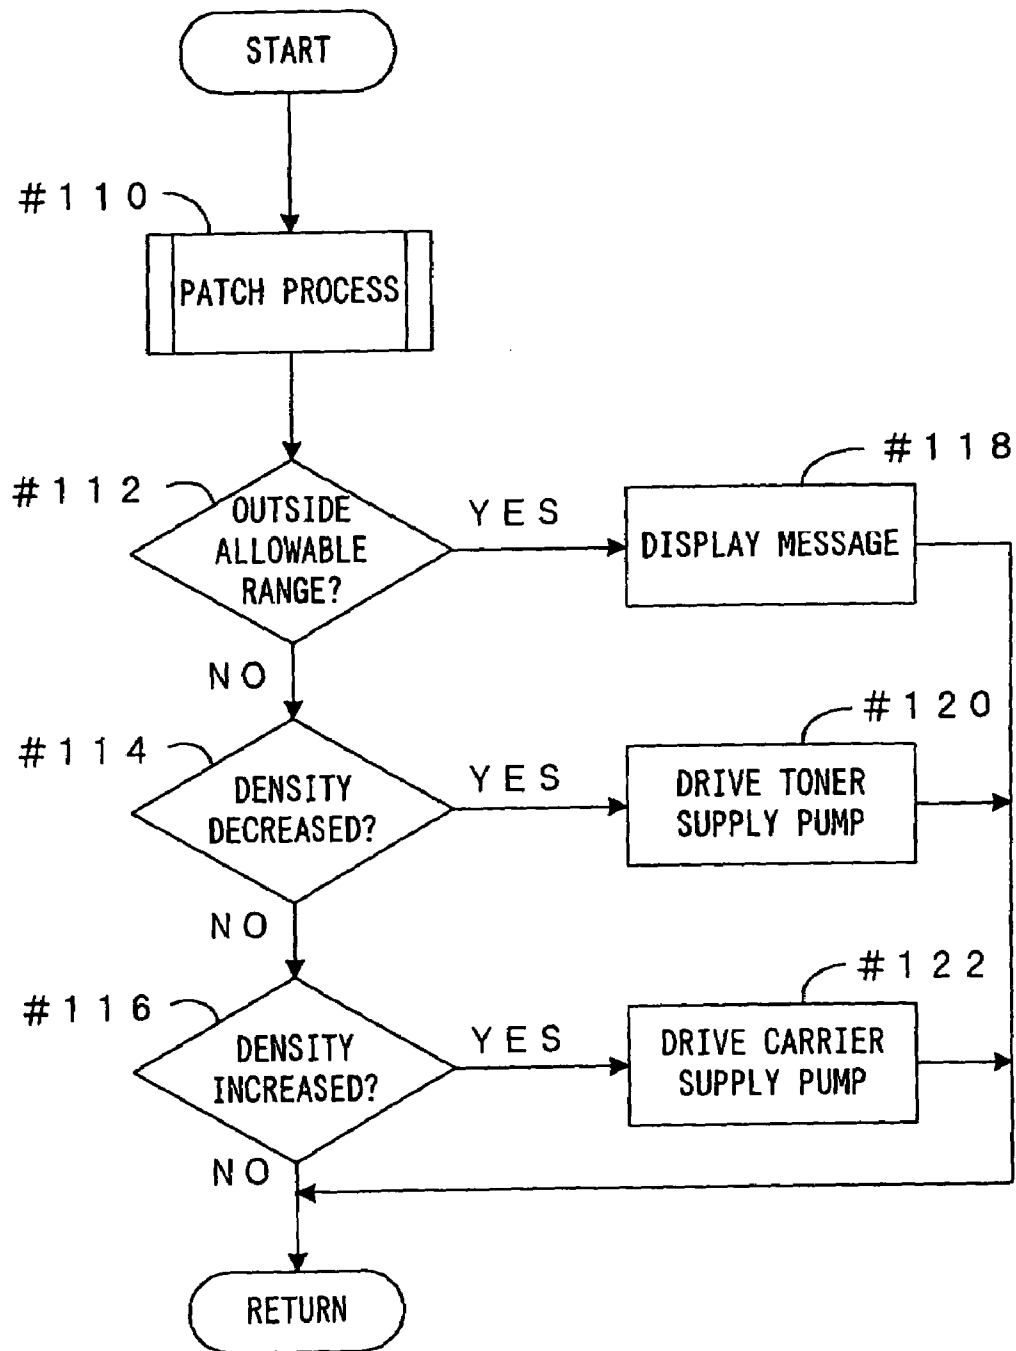 START
#110
PATCH PROCESS
#112
OUTSIDE
ALLOWABLE
RANGE?
YES
#118
DISPLAY MESSAGE
NO
#114
DENSITY
DECREASED?
YES
#120
DRIVE TONER
SUPPLY PUMP
NO
#116
DENSITY
INCREASED?
YES
#122
DRIVE CARRIER
SUPPLY PUMP
NO
RETURN